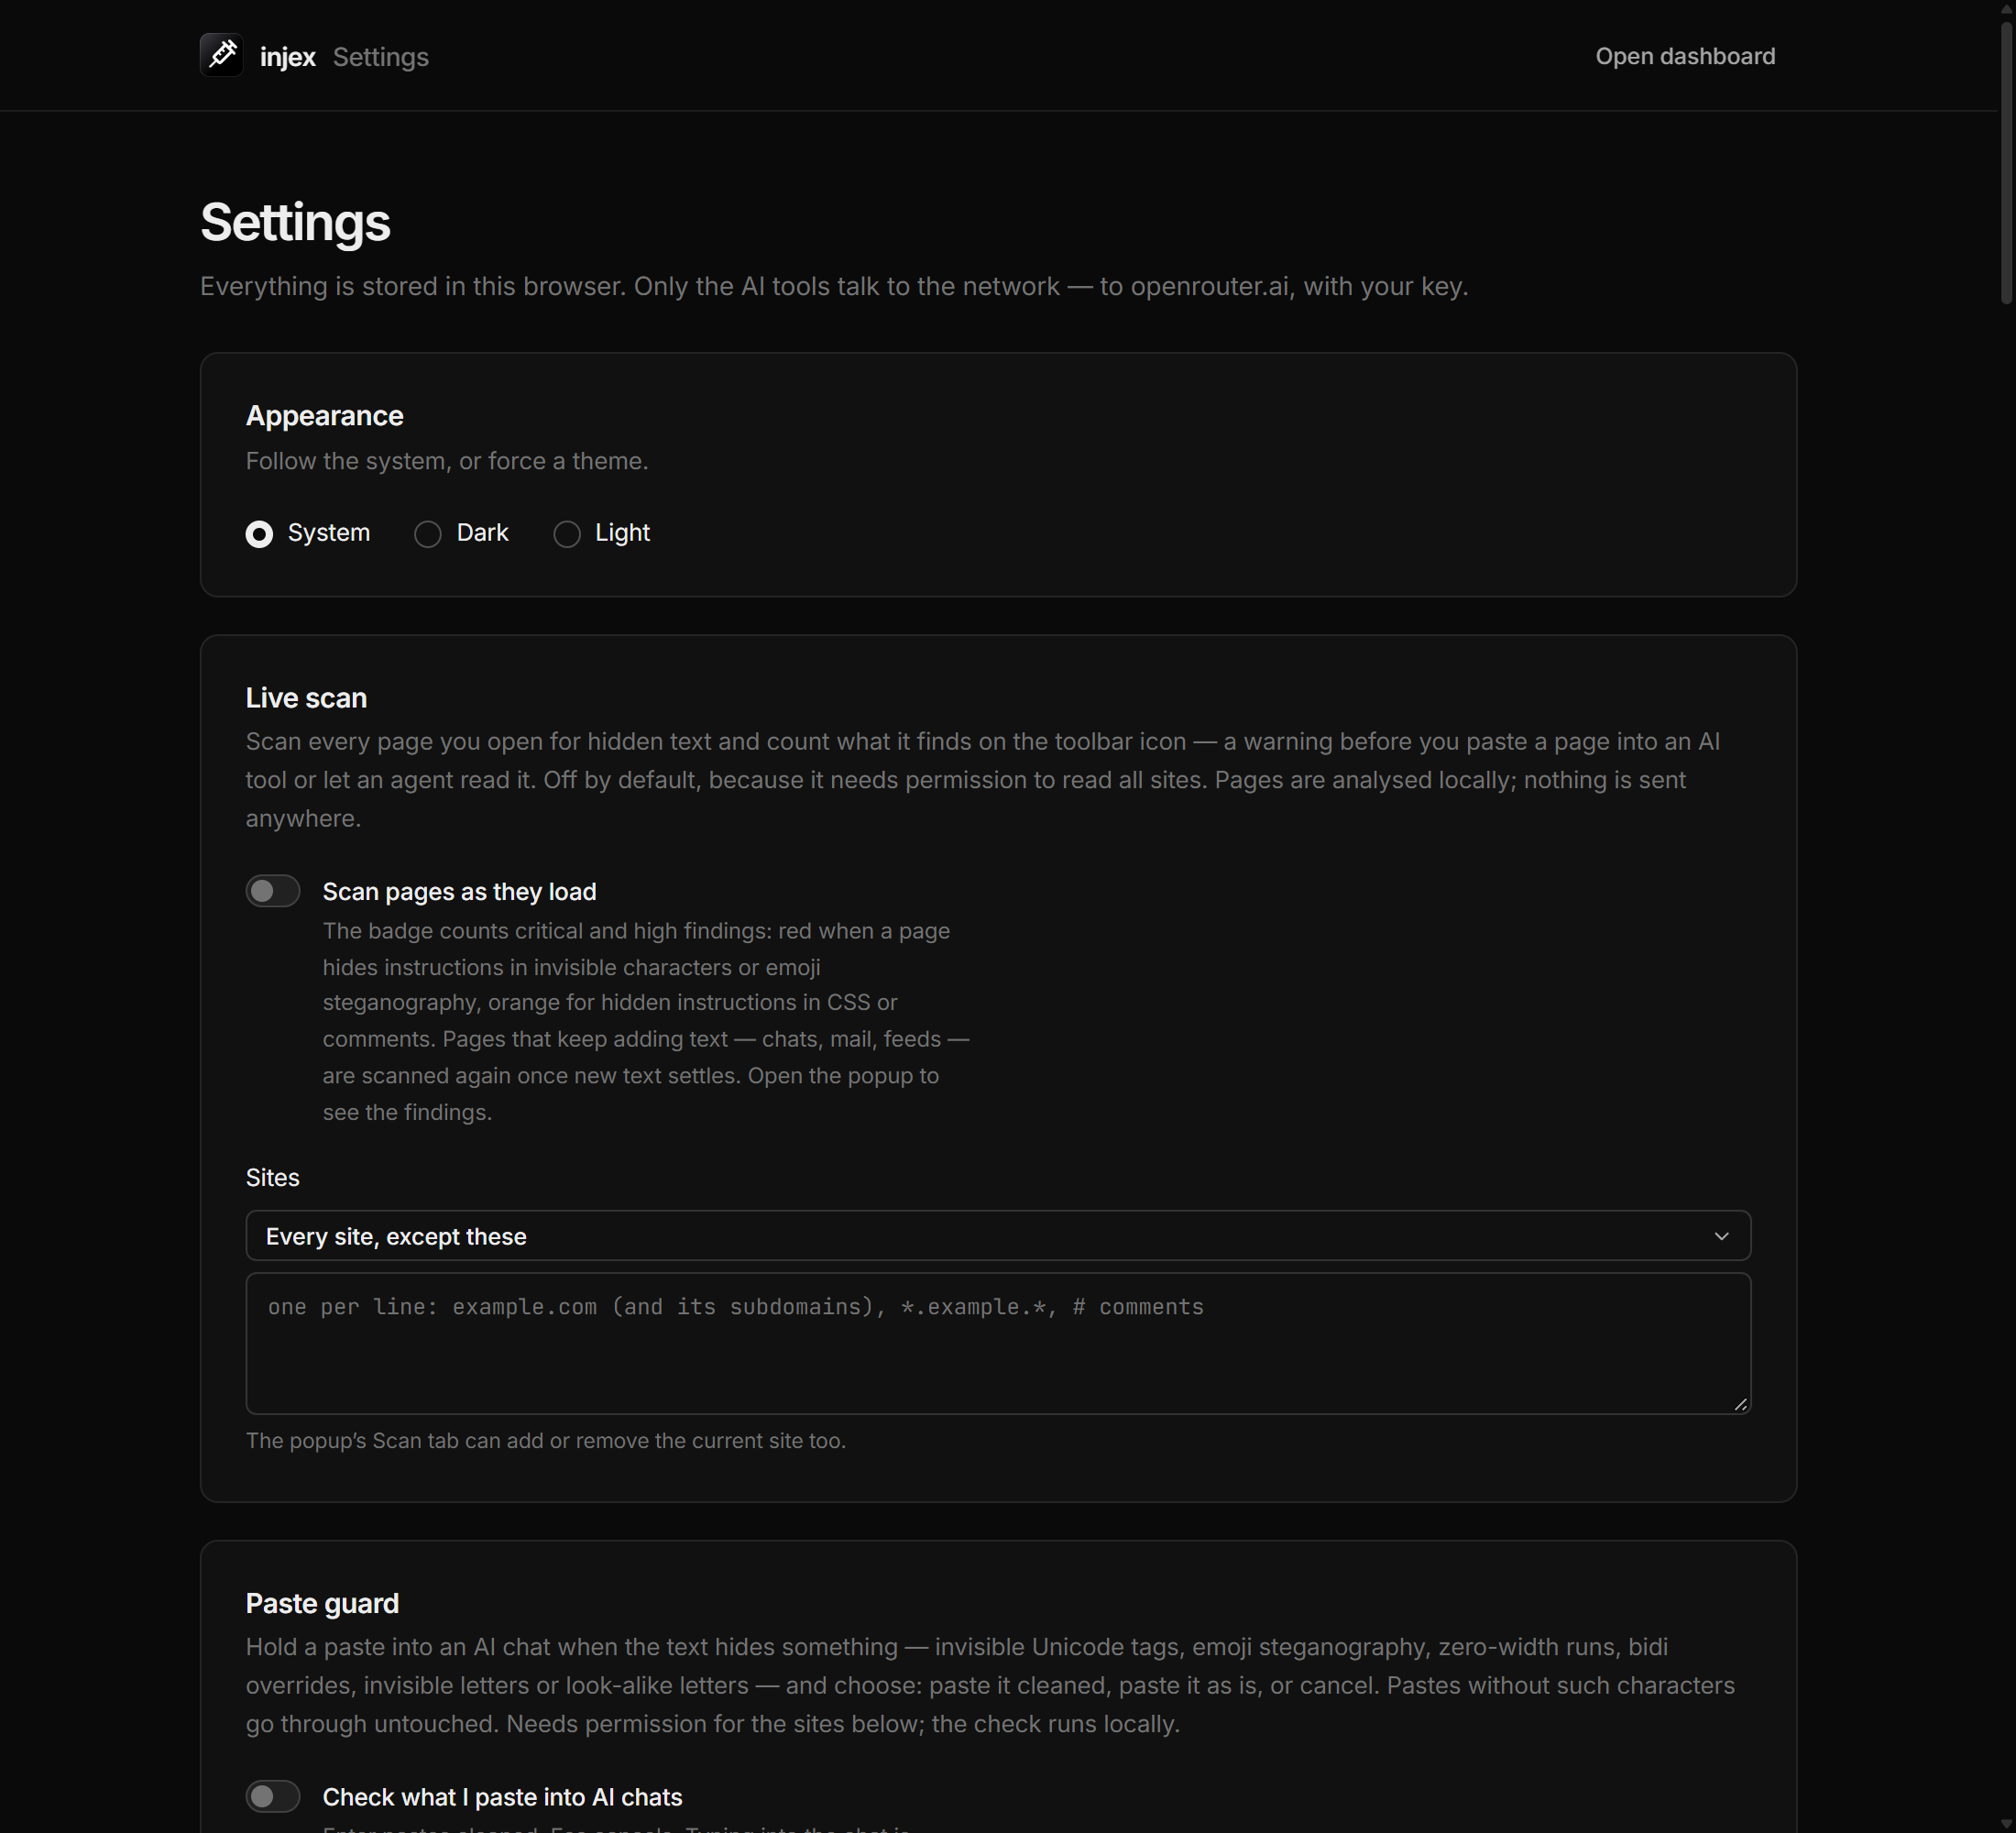 injex Settings
Open dashboard
Settings
Everything is stored in this browser. Only the AI tools talk to the network — to openrouter.ai, with your key.
Appearance
Follow the system, or force a theme.
System Dark Light
Live scan
Scan every page you open for hidden text and count what it finds on the toolbar icon — a warning before you paste a page into an AI
tool or let an agent read it. Off by default, because it needs permission to read all sites. Pages are analysed locally; nothing is sent
anywhere.
Scan pages as they load
The badge counts critical and high findings: red when a page
hides instructions in invisible characters or emoji
steganography, orange for hidden instructions in CSS or
comments. Pages that keep adding text — chats, mail, feeds —
are scanned again once new text settles. Open the popup to
see the findings.
Sites
Every site, except these
one per line: example.com (and its subdomains), *.example.*, # comments
The popup’s Scan tab can add or remove the current site too.
Paste guard
Hold a paste into an AI chat when the text hides something — invisible Unicode tags, emoji steganography, zero-width runs, bidi
overrides, invisible letters or look-alike letters — and choose: paste it cleaned, paste it as is, or cancel. Pastes without such characters
go through untouched. Needs permission for the sites below; the check runs locally.
Check what I paste into AI chats